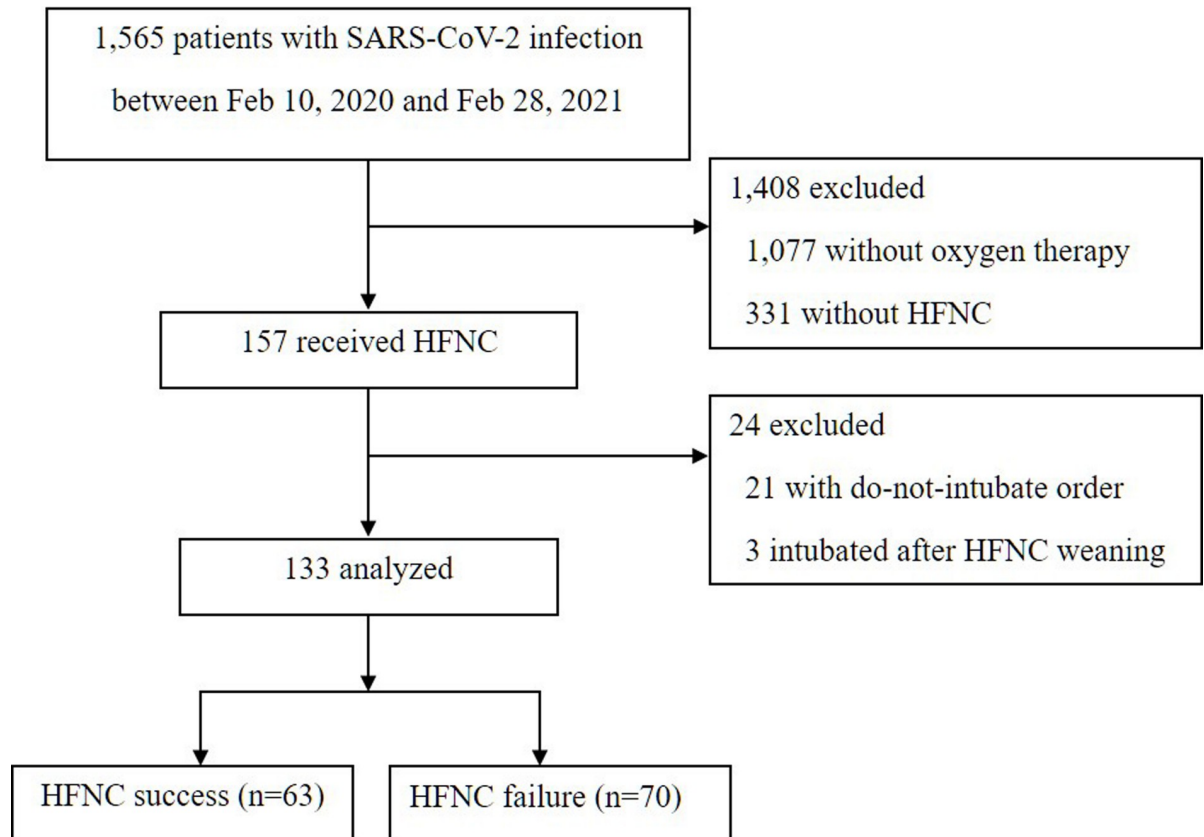 1,565 patients with SARS-CoV-2 infection
between Feb 10, 2020 and Feb 28, 2021
1,408 excluded
1,077 without oxygen therapy
331 without HFNC
157 received HFNC
24 excluded
21 with do-not-intubate order
3 intubated after HFNC weaning
133 analyzed
HFNC success (n=63)
HFNC failure (n=70)